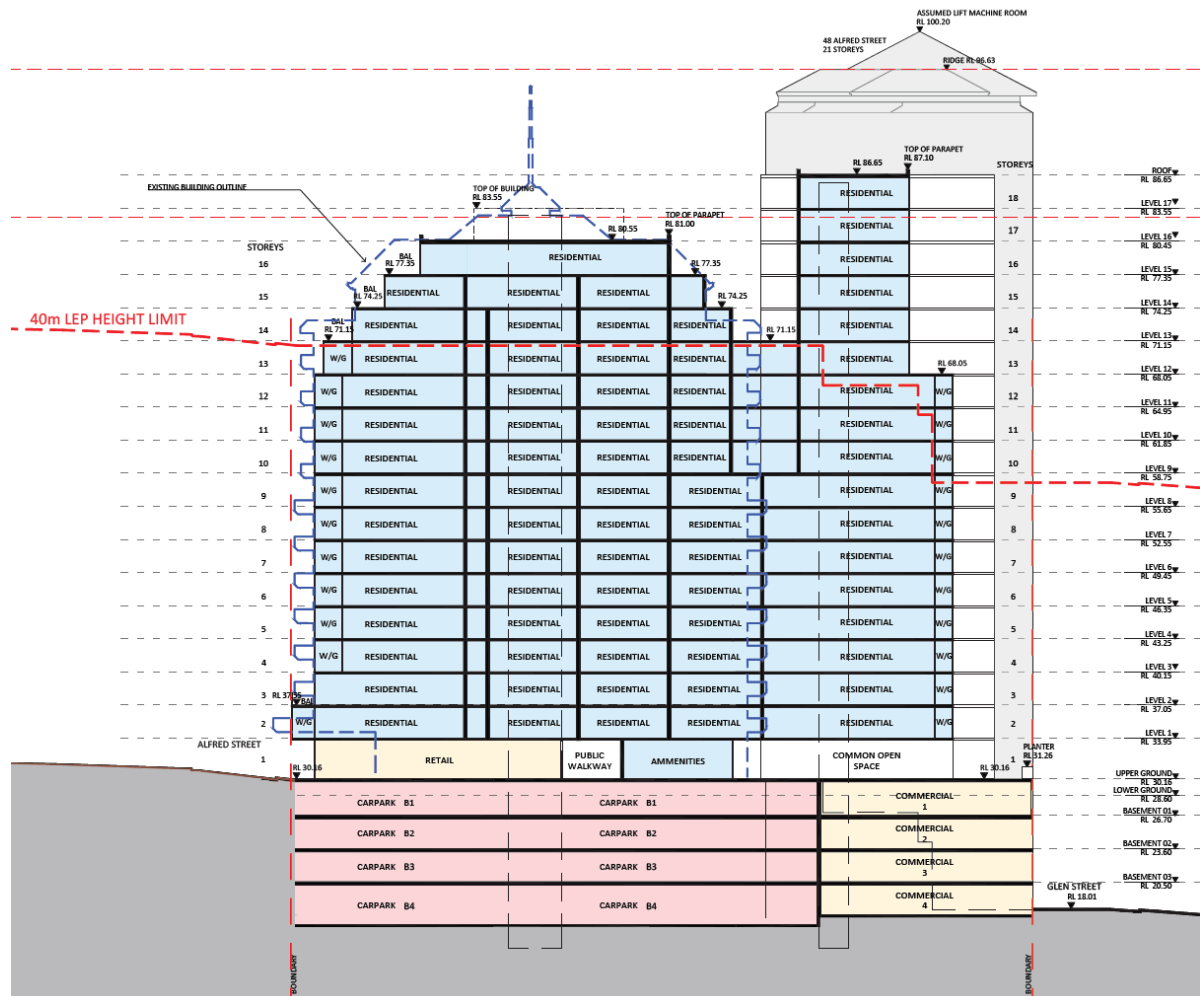 ASSUMED LIFT MACHINE ROOM
RL 100.20
48 ALFRED STREET
21 STOREYS
RIDGE RL 96.63
TOP OF PARAPET
RL 87.10
RL 86.65
STOREYS
ROOF
RL 86.65
EXISTING BUILDING OUTLINE
TOP OF BUILDING
RL 83.55
RESIDENTIAL
18
LEVEL 17
RL 83.55
TOP OF PARAPET
RL 81.00
RL 80.55
RESIDENTIAL
17
LEVEL 16
RL 80.45
STOREYS
16
BAL
RL 77.35
RESIDENTIAL
RL 77.35
RESIDENTIAL
16
LEVEL 15
RL 77.35
15
BAL
RL 74.25
RESIDENTIAL
RESIDENTIAL
RESIDENTIAL
RL 74.25
RESIDENTIAL
15
LEVEL 14
RL 74.25
40m LEP HEIGHT LIMIT
14
BAL
RL 71.15
RESIDENTIAL
RESIDENTIAL
RESIDENTIAL
RESIDENTIAL
RL 71.15
RESIDENTIAL
14
LEVEL 13
RL 71.15
13
W/G
RESIDENTIAL
RESIDENTIAL
RESIDENTIAL
RESIDENTIAL
RESIDENTIAL
RL 68.05
13
LEVEL 12
RL 68.05
12
W/G
RESIDENTIAL
RESIDENTIAL
RESIDENTIAL
RESIDENTIAL
RESIDENTIAL
W/G
12
LEVEL 11
RL 64.95
11
W/G
RESIDENTIAL
RESIDENTIAL
RESIDENTIAL
RESIDENTIAL
RESIDENTIAL
W/G
11
LEVEL 10
RL 61.85
10
W/G
RESIDENTIAL
RESIDENTIAL
RESIDENTIAL
RESIDENTIAL
RESIDENTIAL
W/G
10
LEVEL 9
RL 58.75
9
W/G
RESIDENTIAL
RESIDENTIAL
RESIDENTIAL
RESIDENTIAL
RESIDENTIAL
W/G
9
LEVEL 8
RL 55.65
8
W/G
RESIDENTIAL
RESIDENTIAL
RESIDENTIAL
RESIDENTIAL
RESIDENTIAL
W/G
8
LEVEL 7
RL 52.55
7
W/G
RESIDENTIAL
RESIDENTIAL
RESIDENTIAL
RESIDENTIAL
RESIDENTIAL
W/G
7
LEVEL 6
RL 49.45
6
W/G
RESIDENTIAL
RESIDENTIAL
RESIDENTIAL
RESIDENTIAL
RESIDENTIAL
W/G
6
LEVEL 5
RL 46.35
5
W/G
RESIDENTIAL
RESIDENTIAL
RESIDENTIAL
RESIDENTIAL
RESIDENTIAL
W/G
5
LEVEL 4
RL 43.25
4
W/G
RESIDENTIAL
RESIDENTIAL
RESIDENTIAL
RESIDENTIAL
RESIDENTIAL
W/G
4
LEVEL 3
RL 40.15
3
RESIDENTIAL
RESIDENTIAL
RESIDENTIAL
RESIDENTIAL
RESIDENTIAL
W/G
3
LEVEL 2
RL 37.05
RL 37.35
BAL
2
W/G
RESIDENTIAL
RESIDENTIAL
RESIDENTIAL
RESIDENTIAL
RESIDENTIAL
W/G
2
LEVEL 1
RL 33.95
ALFRED STREET
1
RL 30.16
RETAIL
PUBLIC
WALKWAY
AMMENITIES
COMMON OPEN
SPACE
RL 30.16
1
PLANTER
RL 31.26
UPPER GROUND
RL 30.16
LOWER GROUND
RL 28.60
CARPARK B1
CARPARK B1
COMMERCIAL
1
BASEMENT 01
RL 26.70
CARPARK B2
CARPARK B2
COMMERCIAL
2
BASEMENT 02
RL 23.60
CARPARK B3
CARPARK B3
COMMERCIAL
3
BASEMENT 03
RL 20.50
CARPARK B4
CARPARK B4
COMMERCIAL
4
GLEN STREET
RL 18.01
BOUNDARY
BOUNDARY